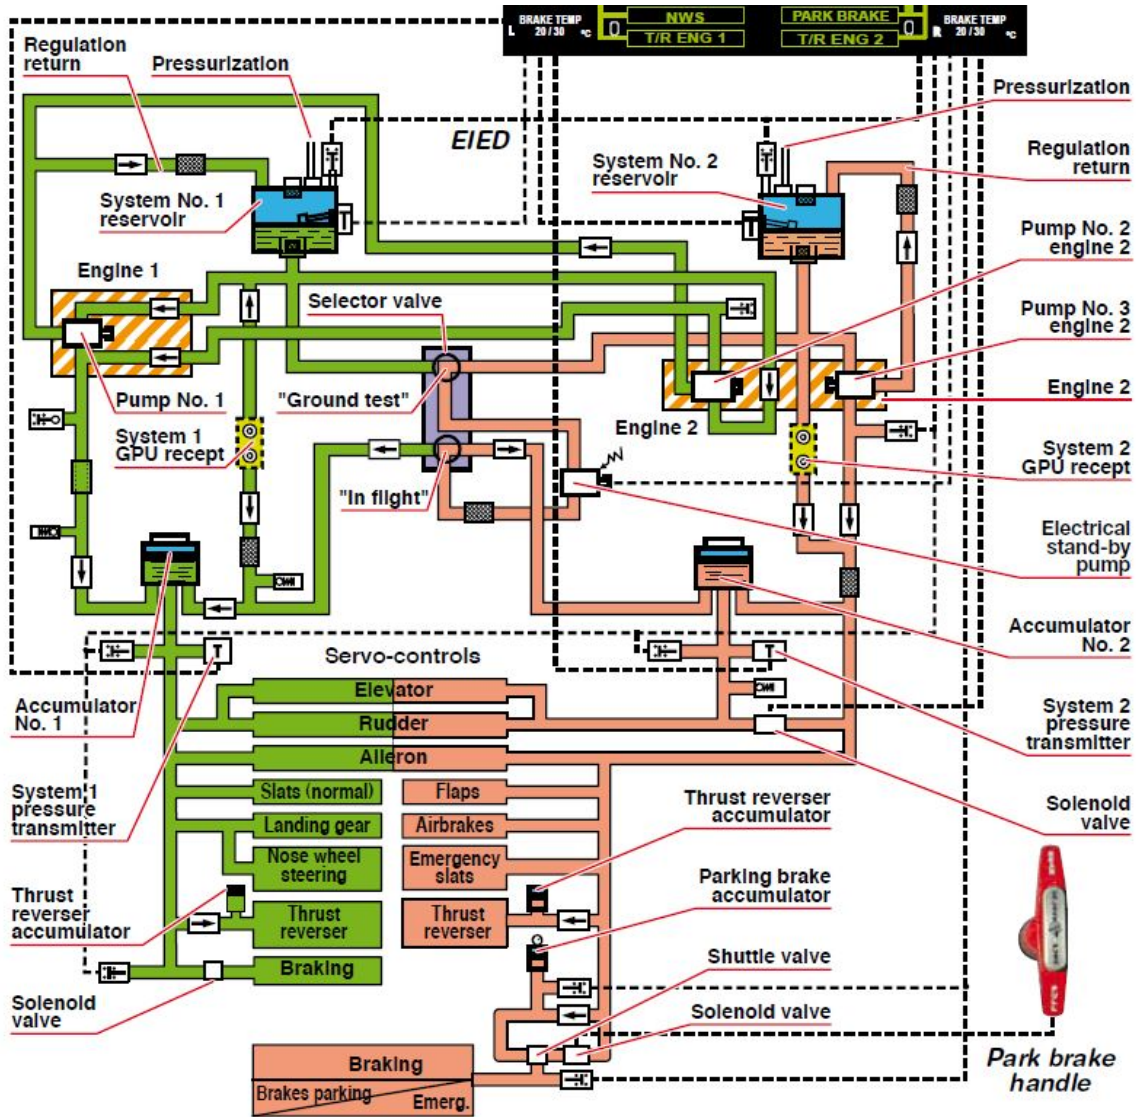 NWS
PARK BRAKE
BRAKE TEMP
L 20 / 30 °C
0
T/R ENG 1
T/R ENG 2
0
BRAKE TEMP
R 20 / 30 °C
Regulation
return
Pressurization
EIED
Pressurization
System No. 1
reservoir
System No. 2
reservoir
Regulation
return
T
T
T
T
Engine 1
Selector valve
Pump No. 2
engine 2
Pump No. 3
engine 2
Pump No. 1
"Ground test"
Engine 2
Engine 2
System 1
GPU recept
System 2
GPU recept
"In flight"
Electrical
stand-by
pump
Accumulator
No. 2
T
T
Servo-controls
Accumulator
No. 1
Elevator
Rudder
Aileron
System 2
pressure
transmitter
System 1
pressure
transmitter
Slats (normal)
Flaps
Thrust reverser
accumulator
Solenoid
valve
Landing gear
Airbrakes
Nose wheel
steering
Emergency
slats
Parking brake
accumulator
Thrust
reverser
accumulator
Thrust
reverser
Thrust
reverser
Braking
Shuttle valve
Solenoid
valve
Solenoid valve
Braking
Brakes parking
Emerg.
Park brake
handle